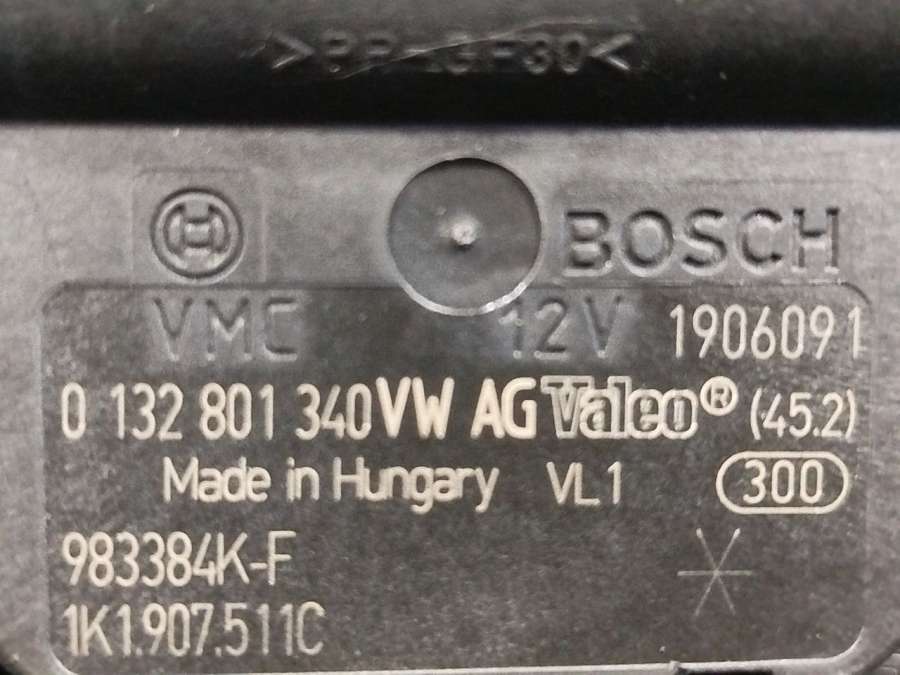 >PP-GF30<
BOSCH
VMC 12V 1906091
0 132 801 340 VW AG Valeo® (45.2)
Made in Hungary VL1 300
983384K-F
1K1.907.511C